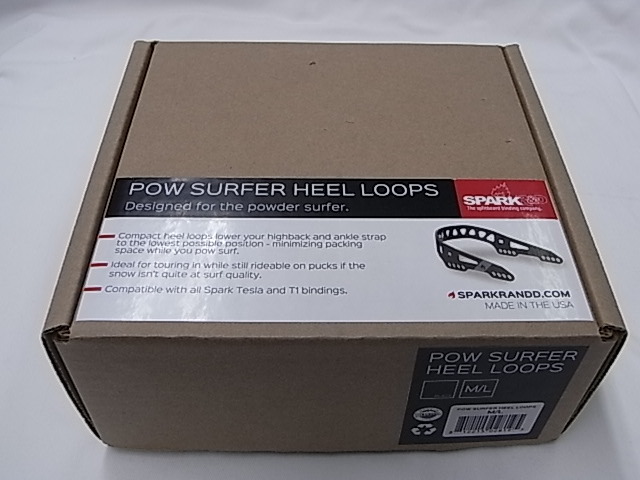 POW SURFER HEEL LOOPS
Designed for the powder surfer.
SPARK R&D
The splitboard binding company.
Compact heel loops lower your highback and ankle strap
to the lowest possible position - minimizing packing
space while you pow surf.
Ideal for touring in while still rideable on pucks if the
snow isn't quite at surf quality.
Compatible with all Spark Tesla and T1 bindings.
SPARKRANDD.COM
MADE IN THE USA
POW SURFER
HEEL LOOPS
M/L
POW SURFER HEEL LOOPS
M/L